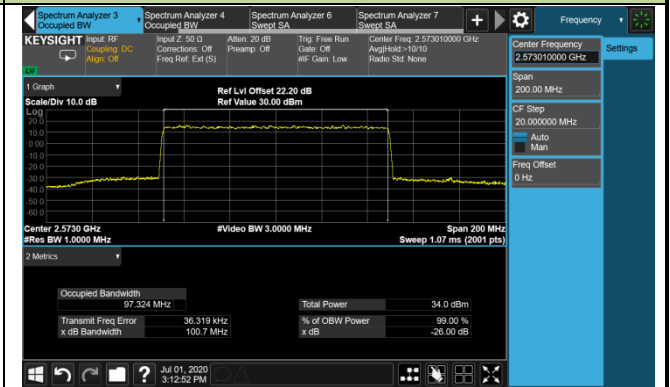 Spectrum Analyzer 3
Occupied BW
Spectrum Analyzer 4
Occupied BW
Spectrum Analyzer 6
Swept SA
Spectrum Analyzer 7
Swept SA
Frequency
KEYSIGHT
Input: RF
Coupling: DC
Align: Off
Input Z: 50 Ω
Corrections: Off
Freq Ref: Ext (S)
Atten: 20 dB
Preamp: Off
Trig: Free Run
Gate: Off
#IF Gain: Low
Center Freq: 2.573010000 GHz
Avg|Hold:>10/10
Radio Std: None
LV
Center Frequency
2.573010000 GHz
Settings
Span
200.00 MHz
CF Step
20.000000 MHz
Auto
Man
Freq Offset
0 Hz
1 Graph
Scale/Div 10.0 dB
Ref Lvl Offset 22.20 dB
Ref Value 30.00 dBm
Log
20.0
10.0
0.00
-10.0
-20.0
-30.0
-40.0
-50.0
-60.0
Center 2.5730 GHz
#Res BW 1.0000 MHz
#Video BW 3.0000 MHz
Span 200 MHz
Sweep 1.07 ms (2001 pts)
2 Metrics
Occupied Bandwidth
97.324 MHz
Total Power 34.0 dBm
Transmit Freq Error 36.319 kHz
% of OBW Power 99.00 %
x dB Bandwidth 100.7 MHz
x dB -26.00 dB
?
Jul 01, 2020
3:12:52 PM